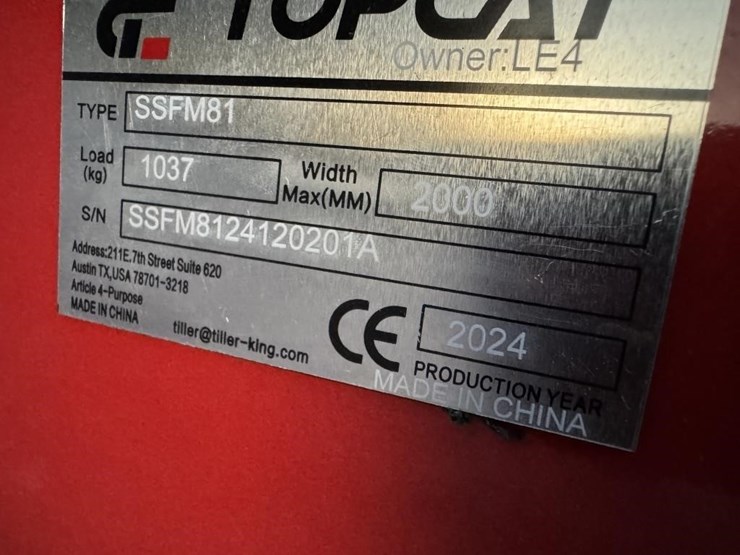 TOPCAT
Owner:LE4
TYPE SSFM81
Load (kg) 1037 Width Max(MM) 2000
S/N SSFM8124120201A
Address:211E.7th Street Suite 620
Austin TX,USA 78701-3218
Article 4-Purpose
MADE IN CHINA
tiller@tiller-king.com
CE 2024
PRODUCTION YEAR
MADE IN CHINA